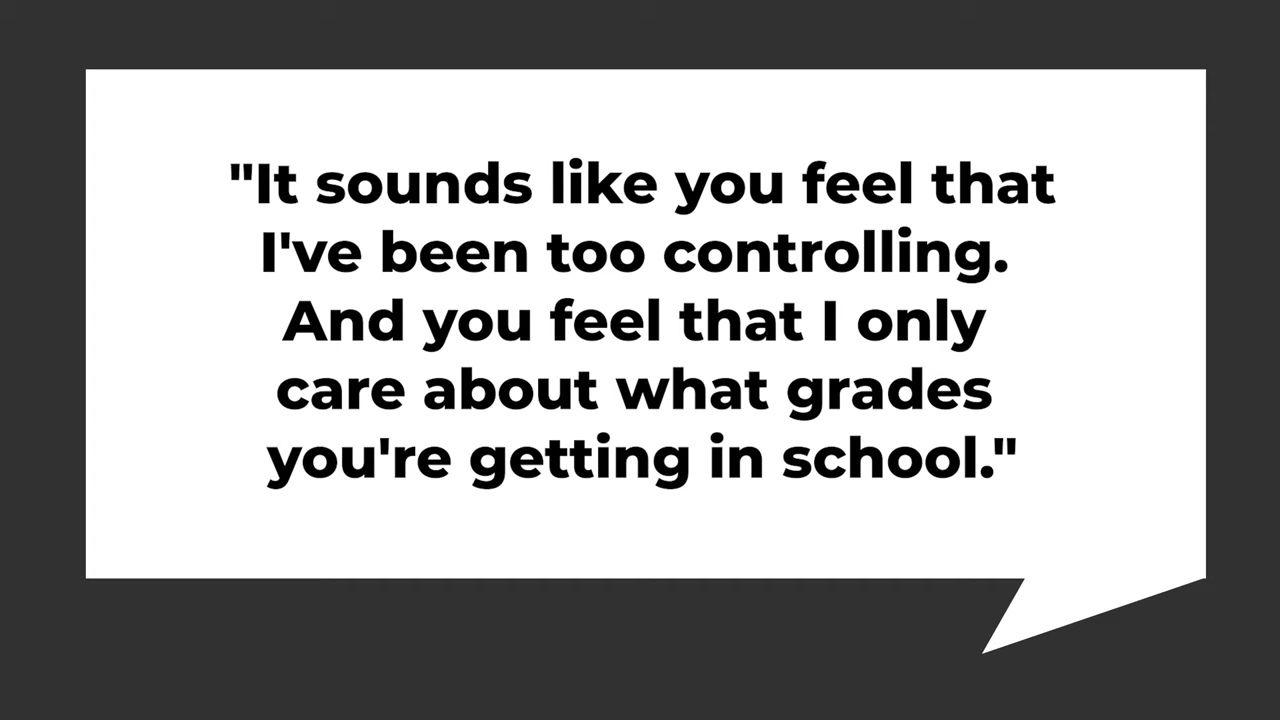 "It sounds like you feel that
I've been too controlling.
And you feel that I only
care about what grades
you're getting in school."